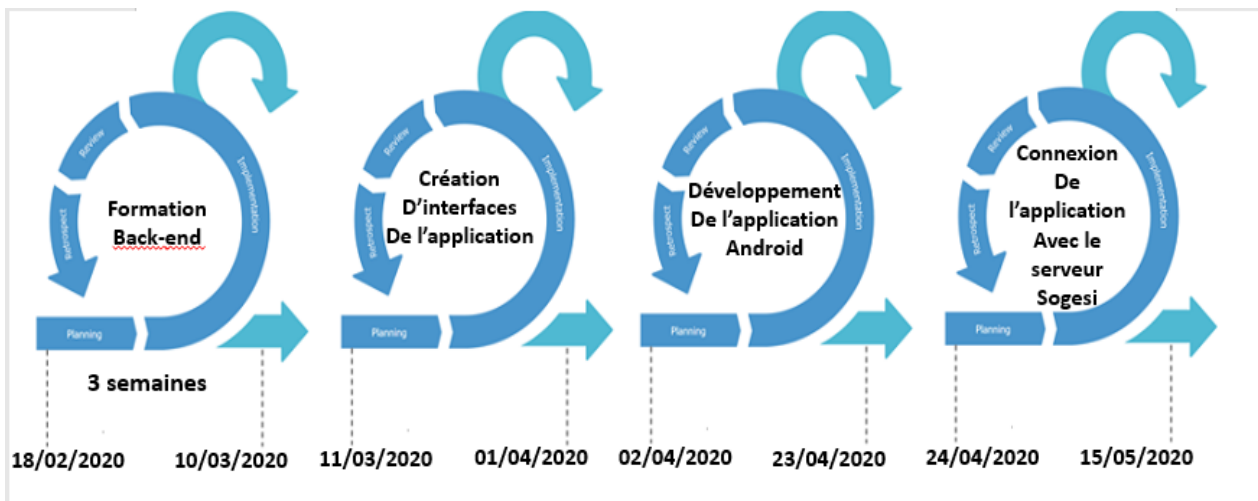 Review
Implementation
Retrospect
Planning
Formation
Back-end
3 semaines
18/02/2020
10/03/2020
Review
Implementation
Retrospect
Planning
Création
D’interfaces
De l’application
11/03/2020
01/04/2020
Review
Implementation
Retrospect
Planning
Développement
De l’application
Android
02/04/2020
23/04/2020
Review
Implementation
Retrospect
Planning
Connexion
De
l’application
Avec le
serveur
Sogesi
24/04/2020
15/05/2020